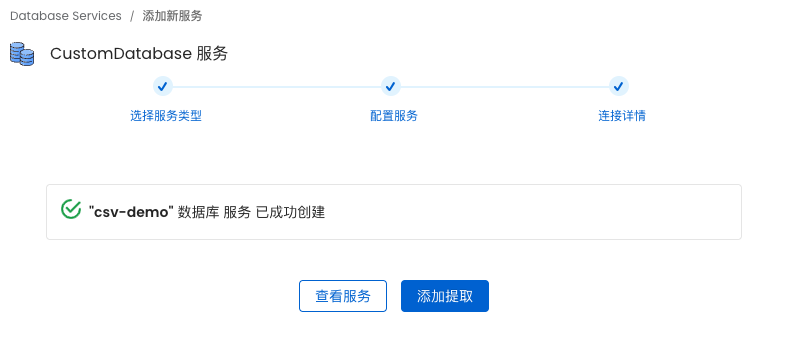 Database Services / 添加新服务
CustomDatabase 服务
选择服务类型 配置服务 连接详情
"csv-demo" 数据库 服务 已成功创建
查看服务 添加提取